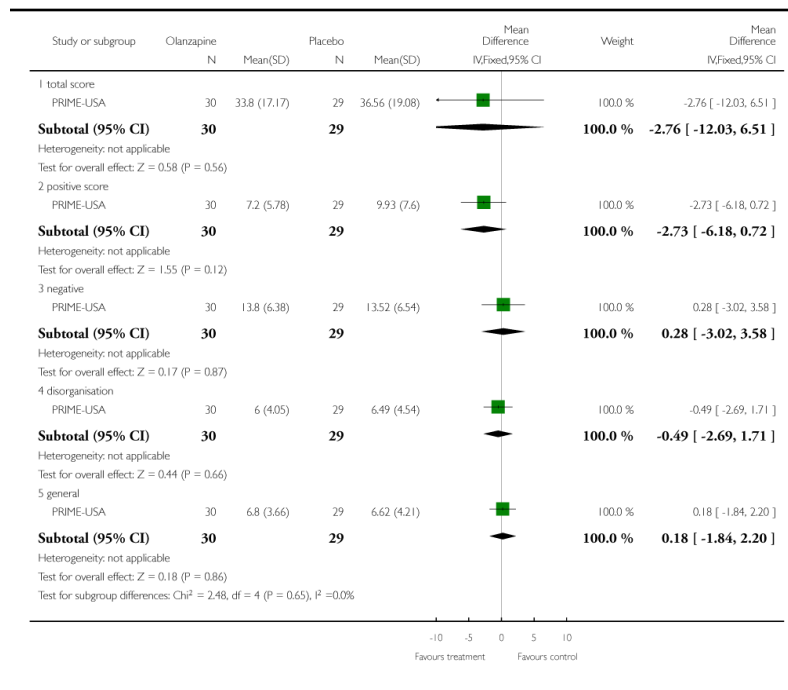 Study or subgroup Olanzapine Placebo Mean Difference Weight Mean Difference
N Mean(SD) N Mean(SD) IV,Fixed,95% CI IV,Fixed,95% CI
1 total score
PRIME-USA 30 33.8 (17.17) 29 36.56 (19.08) 100.0 % -2.76 [ -12.03, 6.51 ]
Subtotal (95% CI) 30 29 100.0 % -2.76 [ -12.03, 6.51 ]
Heterogeneity: not applicable
Test for overall effect: Z = 0.58 (P = 0.56)
2 positive score
PRIME-USA 30 7.2 (5.78) 29 9.93 (7.6) 100.0 % -2.73 [ -6.18, 0.72 ]
Subtotal (95% CI) 30 29 100.0 % -2.73 [ -6.18, 0.72 ]
Heterogeneity: not applicable
Test for overall effect: Z = 1.55 (P = 0.12)
3 negative
PRIME-USA 30 13.8 (6.38) 29 13.52 (6.54) 100.0 % 0.28 [ -3.02, 3.58 ]
Subtotal (95% CI) 30 29 100.0 % 0.28 [ -3.02, 3.58 ]
Heterogeneity: not applicable
Test for overall effect: Z = 0.17 (P = 0.87)
4 disorganisation
PRIME-USA 30 6 (4.05) 29 6.49 (4.54) 100.0 % -0.49 [ -2.69, 1.71 ]
Subtotal (95% CI) 30 29 100.0 % -0.49 [ -2.69, 1.71 ]
Heterogeneity: not applicable
Test for overall effect: Z = 0.44 (P = 0.66)
5 general
PRIME-USA 30 6.8 (3.66) 29 6.62 (4.21) 100.0 % 0.18 [ -1.84, 2.20 ]
Subtotal (95% CI) 30 29 100.0 % 0.18 [ -1.84, 2.20 ]
Heterogeneity: not applicable
Test for overall effect: Z = 0.18 (P = 0.86)
Test for subgroup differences: Chi² = 2.48, df = 4 (P = 0.65), I² =0.0%
-10 -5 0 5 10
Favours treatment Favours control